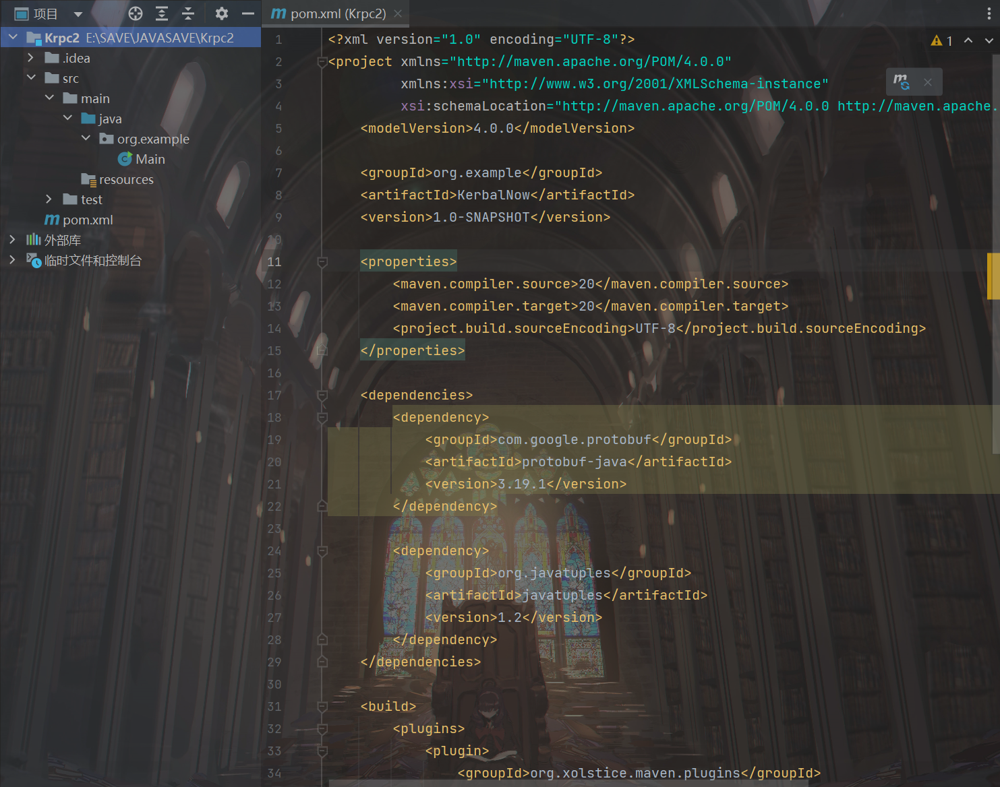 项目
pom.xml (Krpc2)
Krpc2 E:\SAVE\JAVASAVE\Krpc2
.idea
src
main
java
org.example
Main
resources
test
pom.xml
外部库
临时文件和控制台
1
1 <?xml version="1.0" encoding="UTF-8"?>
2 <project xmlns="http://maven.apache.org/POM/4.0.0"
3 xmlns:xsi="http://www.w3.org/2001/XMLSchema-instance"
4 xsi:schemaLocation="http://maven.apache.org/POM/4.0.0 http://maven.apache.
5 <modelVersion>4.0.0</modelVersion>
6
7 <groupId>org.example</groupId>
8 <artifactId>KerbalNow</artifactId>
9 <version>1.0-SNAPSHOT</version>
10
11 <properties>
12 <maven.compiler.source>20</maven.compiler.source>
13 <maven.compiler.target>20</maven.compiler.target>
14 <project.build.sourceEncoding>UTF-8</project.build.sourceEncoding>
15 </properties>
16
17 <dependencies>
18 <dependency>
19 <groupId>com.google.protobuf</groupId>
20 <artifactId>protobuf-java</artifactId>
21 <version>3.19.1</version>
22 </dependency>
23
24 <dependency>
25 <groupId>org.javatuples</groupId>
26 <artifactId>javatuples</artifactId>
27 <version>1.2</version>
28 </dependency>
29 </dependencies>
30
31 <build>
32 <plugins>
33 <plugin>
34 <groupId>org.xolstice.maven.plugins</groupId>